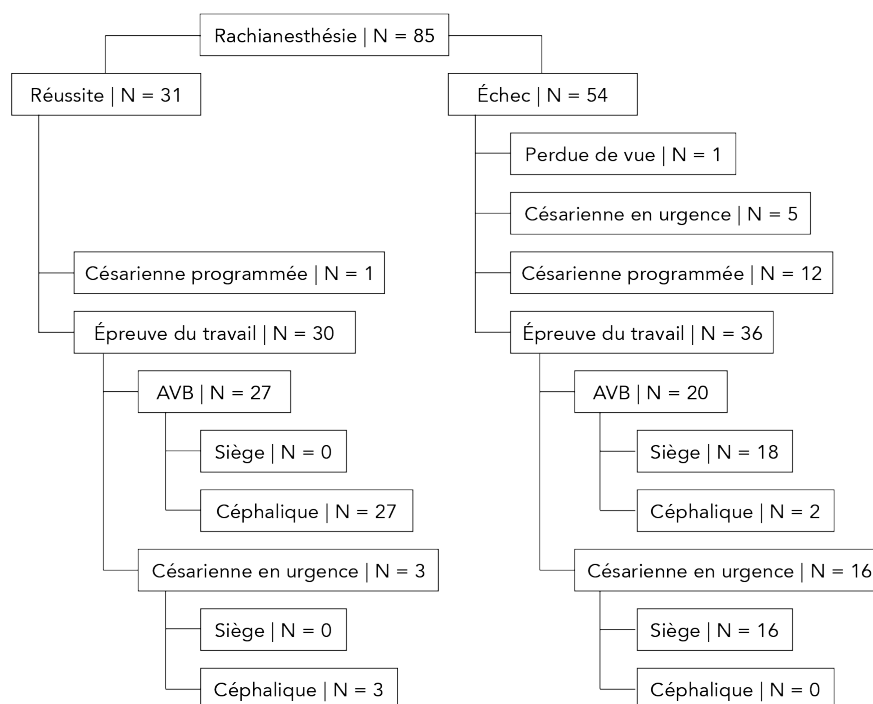 Rachianesthésie | N = 85
Réussite | N = 31
Échec | N = 54
Perdue de vue | N = 1
Césarienne en urgence | N = 5
Césarienne programmée | N = 1
Césarienne programmée | N = 12
Épreuve du travail | N = 30
Épreuve du travail | N = 36
AVB | N = 27
AVB | N = 20
Siège | N = 0
Siège | N = 18
Céphalique | N = 27
Céphalique | N = 2
Césarienne en urgence | N = 3
Césarienne en urgence | N = 16
Siège | N = 0
Siège | N = 16
Céphalique | N = 3
Céphalique | N = 0